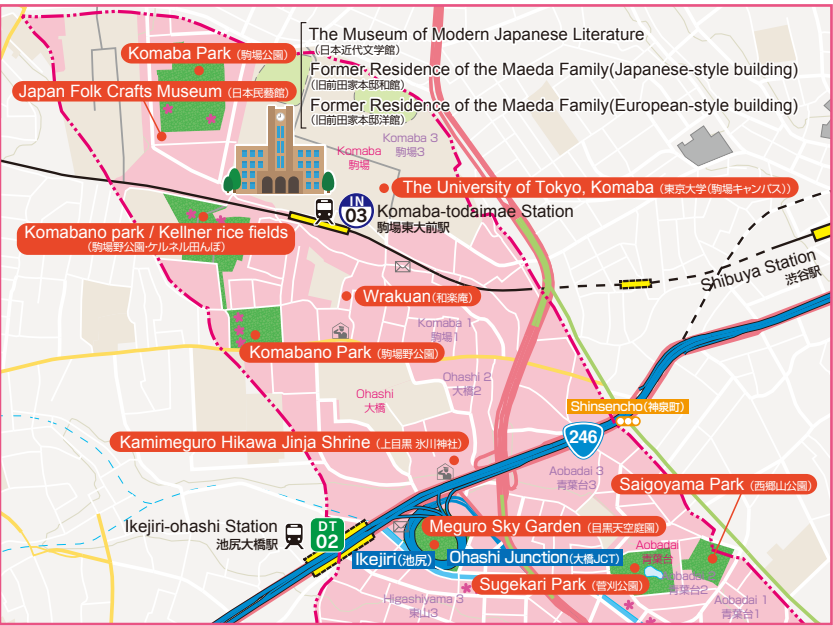 The Museum of Modern Japanese Literature
(日本近代文学館)
Komaba Park (駒場公園)
Former Residence of the Maeda Family(Japanese-style building)
(旧前田家本邸和館)
Japan Folk Crafts Museum (日本民藝館)
Former Residence of the Maeda Family(European-style building)
(旧前田家本邸洋館)
Komaba 3
駒場3
Komaba
駒場
The University of Tokyo, Komaba (東京大学(駒場キャンパス))
IN
03
Komaba-todaimae Station
駒場東大前駅
Komabano park / Kellner rice fields
(駒場野公園・ケルネル田んぼ)
Shibuya Station
渋谷駅
Wrakuan(和楽庵)
Komaba 1
駒場1
Komabano Park (駒場野公園)
Ohashi 2
大橋2
Ohashi
大橋
Shinsencho(神泉町)
246
Kamimeguro Hikawa Jinja Shrine (上目黒 氷川神社)
Aobadai 3
青葉台3
Saigoyama Park (西郷山公園)
Ikejiri-ohashi Station
池尻大橋駅
DT
02
Meguro Sky Garden (目黒天空庭園)
Ikejiri(池尻)
Ohashi Junction(大橋JCT)
Aobadai
青葉台
Sugekari Park (菅刈公園)
Aobadai 2
青葉台2
Higashiyama 3
東山3
Aobadai 1
青葉台1